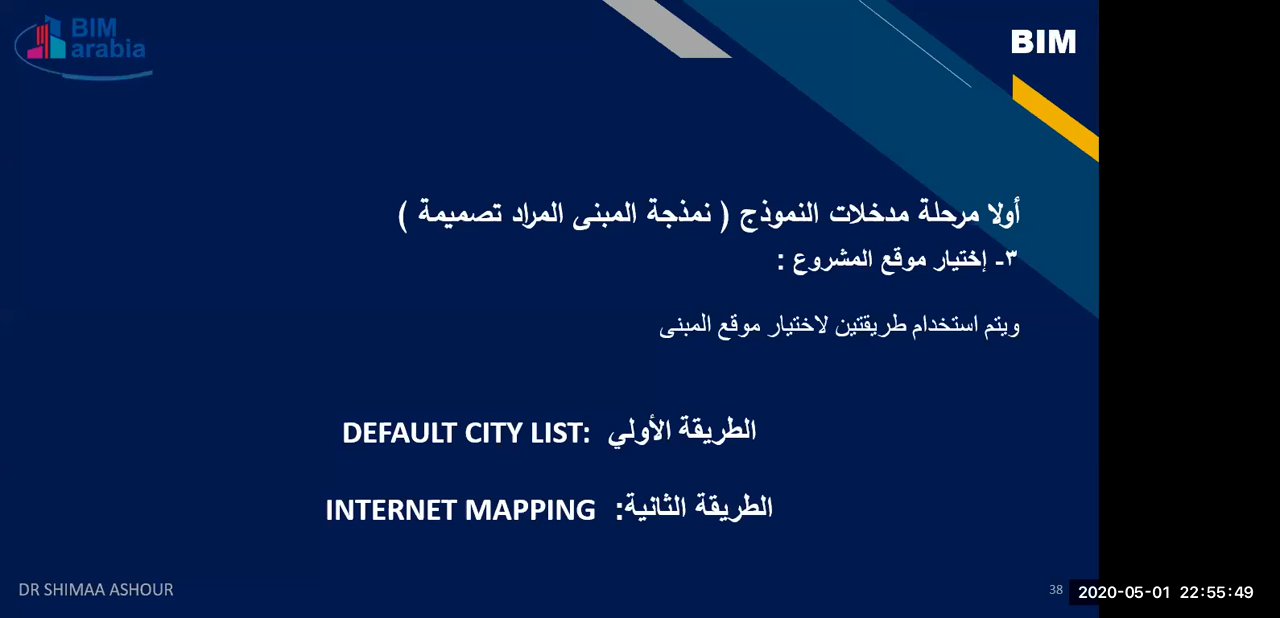 BIM
arabia
BIM
أولا مرحلة مدخلات النموذج ( نمذجة المبنى المراد تصميمة )
٣- إختيار موقع المشروع :
ويتم استخدام طريقتين لاختيار موقع المبنى
الطريقة الأولي :DEFAULT CITY LIST
الطريقة الثانية: INTERNET MAPPING
DR SHIMAA ASHOUR
38
2020-05-01 22:55:49